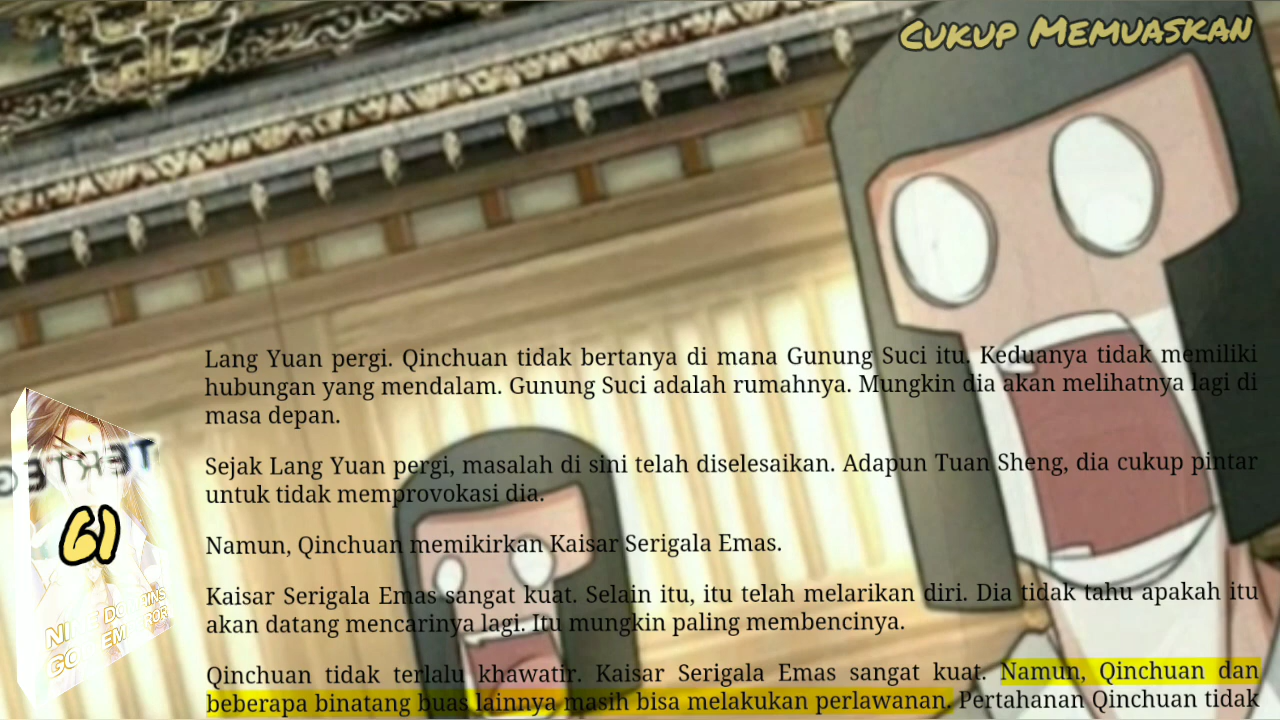 Cukup Memuaskan
Lang Yuan pergi. Qinchuan tidak bertanya di mana Gunung Suci itu. Keduanya tidak memiliki
hubungan yang mendalam. Gunung Suci adalah rumahnya. Mungkin dia akan melihatnya lagi di
masa depan.
Sejak Lang Yuan pergi, masalah di sini telah diselesaikan. Adapun Tuan Sheng, dia cukup pintar
untuk tidak memprovokasi dia.
Namun, Qinchuan memikirkan Kaisar Serigala Emas.
Kaisar Serigala Emas sangat kuat. Selain itu, itu telah melarikan diri. Dia tidak tahu apakah itu
akan datang mencarinya lagi. Itu mungkin paling membencinya.
Qinchuan tidak terlalu khawatir. Kaisar Serigala Emas sangat kuat. Namun, Qinchuan dan
beberapa binatang buas lainnya masih bisa melakukan perlawanan. Pertahanan Qinchuan tidak
61